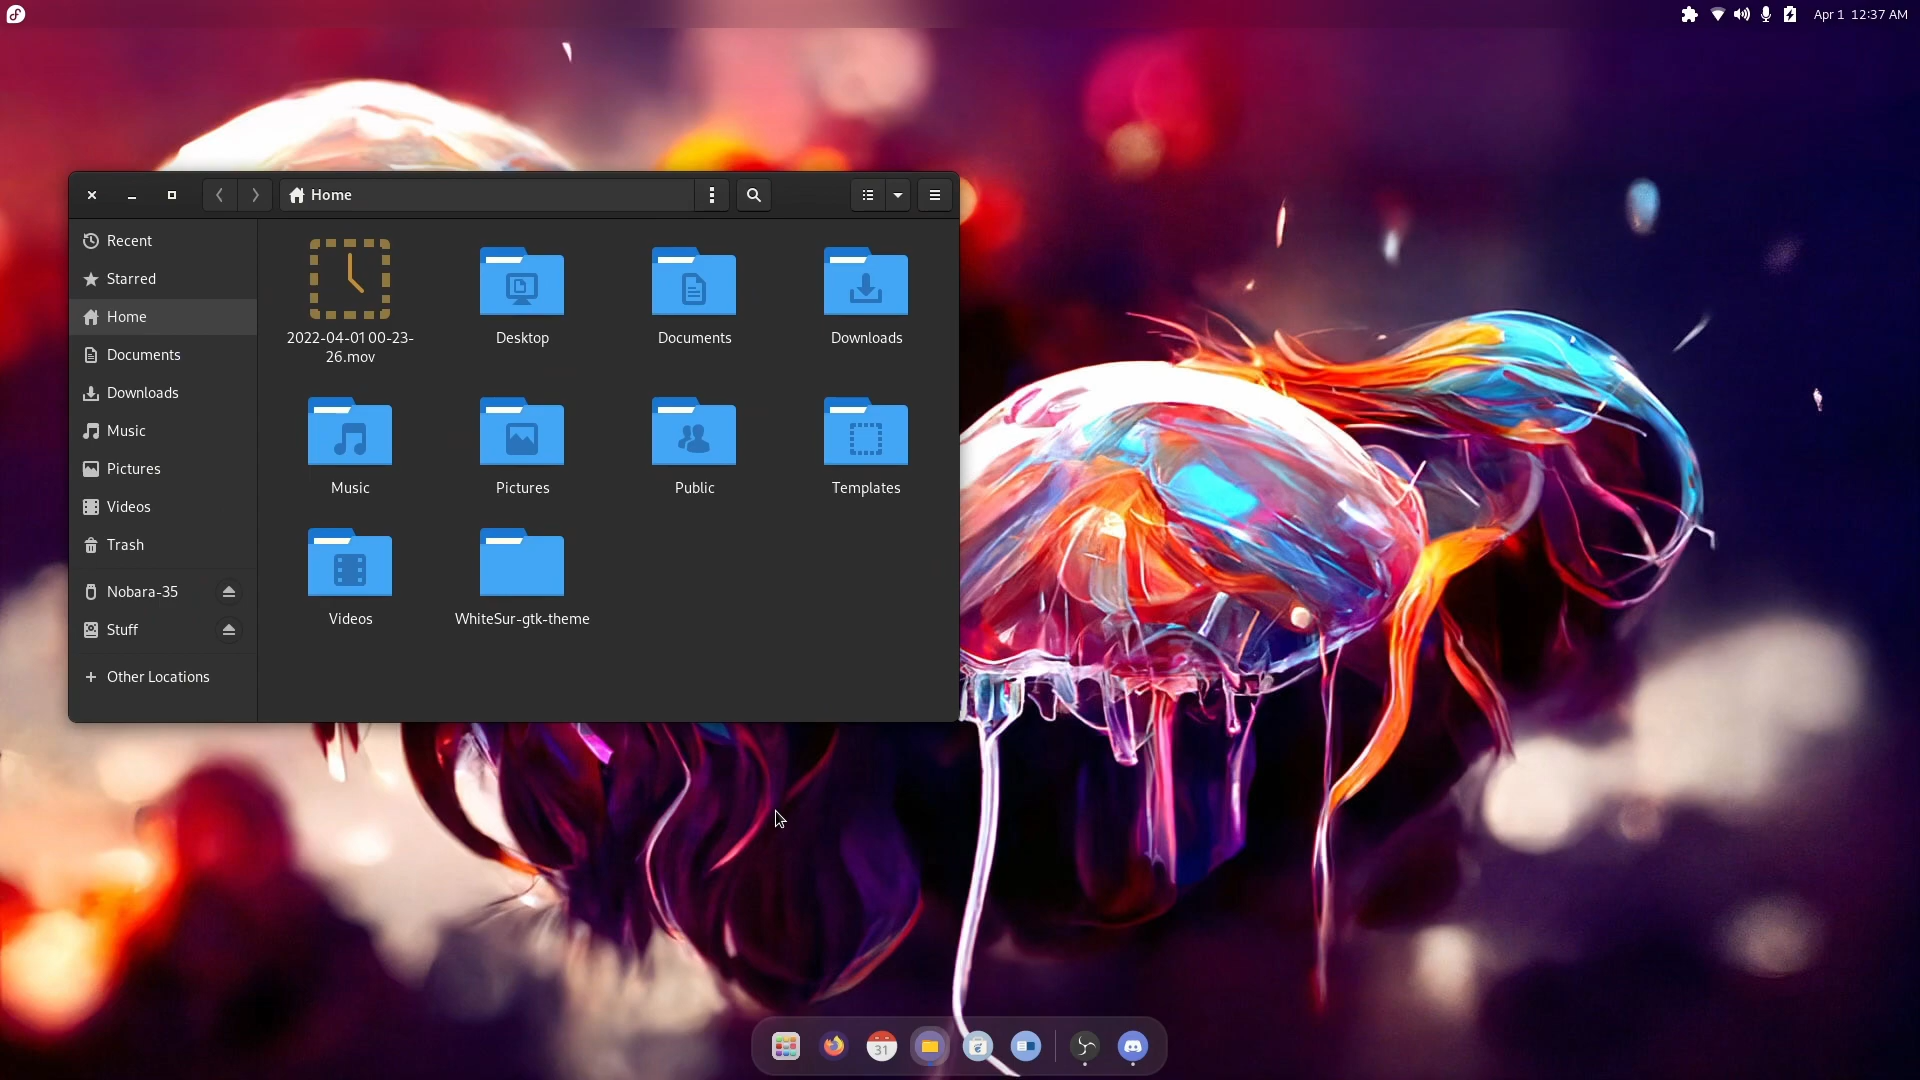 Apr 1 12:37 AM
Home
Recent
Starred
Home
Documents
Downloads
Music
Pictures
Videos
Trash
Nobara-35
Stuff
Other Locations
2022-04-01 00-23-
26.mov
Desktop
Documents
Downloads
Music
Pictures
Public
Templates
Videos
WhiteSur-gtk-theme
31